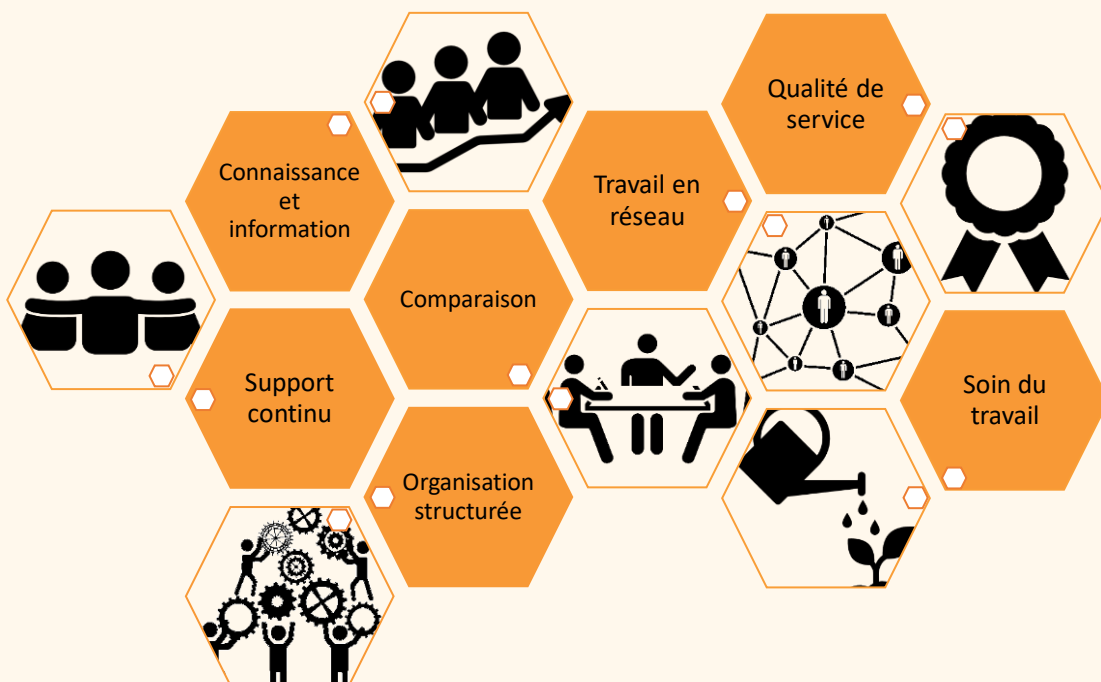 Qualité de
service
Connaissance
et
information
Travail en
réseau
Comparaison
Support
continu
Soin du
travail
Organisation
structurée